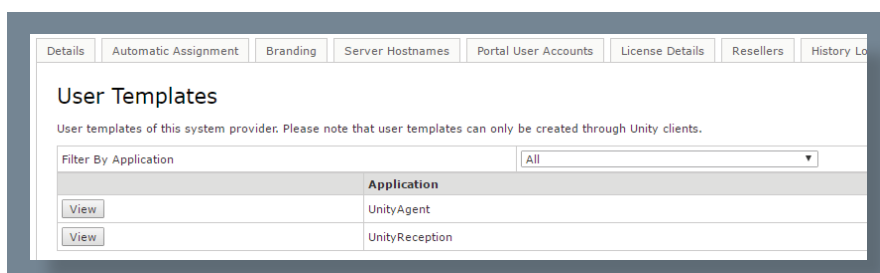 Details Automatic Assignment Branding Server Hostnames Portal User Accounts License Details Resellers History Lo
User Templates
User templates of this system provider. Please note that user templates can only be created through Unity clients.
Filter By Application All
Application
View UnityAgent
View UnityReception